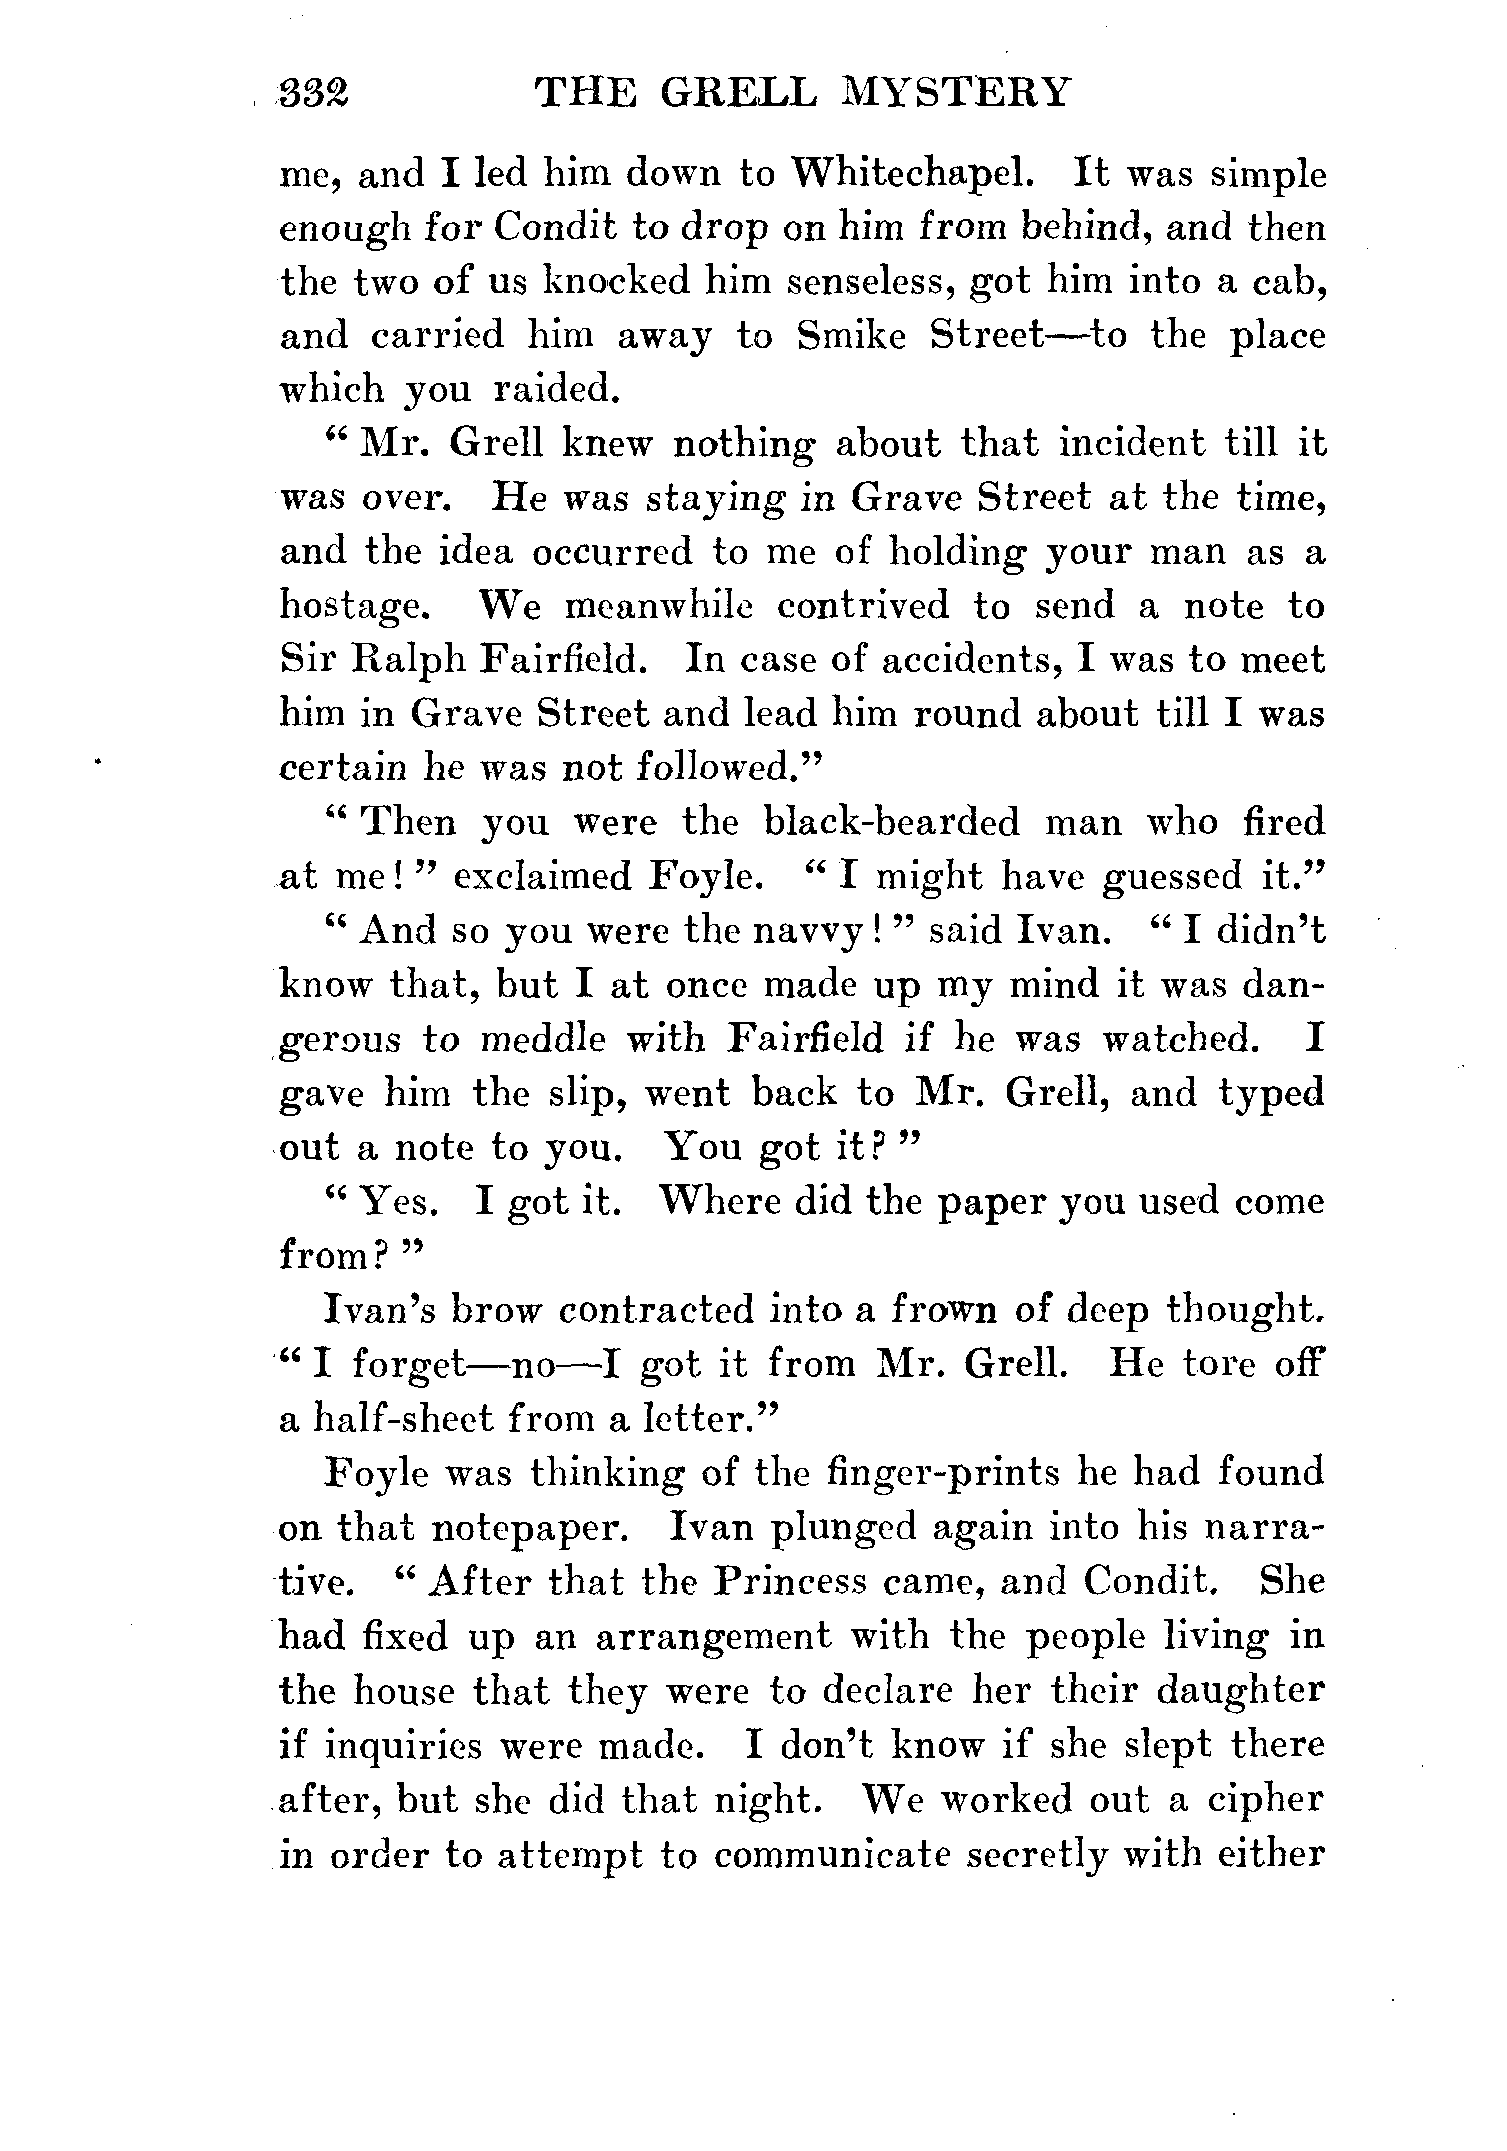 332 THE GRELL MYSTERY
me, and I led him down to Whitechapel. It was simple
enough for Condit to drop on him from behind, and then
the two of us knocked him senseless, got him into a cab,
and carried him away to Smike Street—to the place
which you raided.
“ Mr. Grell knew nothing about that incident till it
was over. He was staying in Grave Street at the time,
and the idea occurred to me of holding your man as a
hostage. We meanwhile contrived to send a note to
Sir Ralph Fairfield. In case of accidents, I was to meet
him in Grave Street and lead him round about till I was
certain he was not followed.”
“ Then you were the black-bearded man who fired
at me! ” exclaimed Foyle. “ I might have guessed it.”
“ And so you were the navvy! ” said Ivan. “ I didn’t
know that, but I at once made up my mind it was dan-
gerous to meddle with Fairfield if he was watched. I
gave him the slip, went back to Mr. Grell, and typed
out a note to you. You got it? ”
“ Yes. I got it. Where did the paper you used come
from? ”
Ivan’s brow contracted into a frown of deep thought.
“ I forget—no—I got it from Mr. Grell. He tore off
a half-sheet from a letter.”
Foyle was thinking of the finger-prints he had found
on that notepaper. Ivan plunged again into his narra-
tive. “ After that the Princess came, and Condit. She
had fixed up an arrangement with the people living in
the house that they were to declare her their daughter
if inquiries were made. I don’t know if she slept there
after, but she did that night. We worked out a cipher
in order to attempt to communicate secretly with either